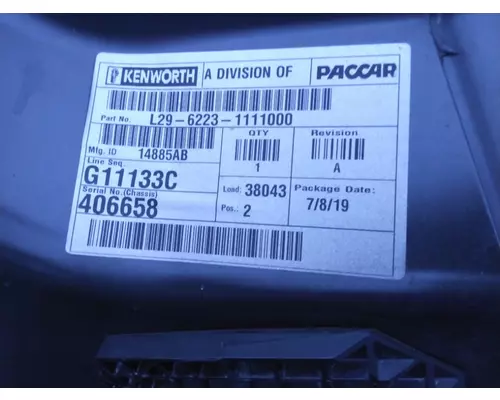 KENWORTH A DIVISION OF PACCAR
Part No. L29-6223-1111000
Mfg. ID 14885AB
QTY
1
Revision
A
Line Seq.
G11133C
Serial No.(Chassis)
406658
Load: 38043
Pos.: 2
Package Date:
7/8/19